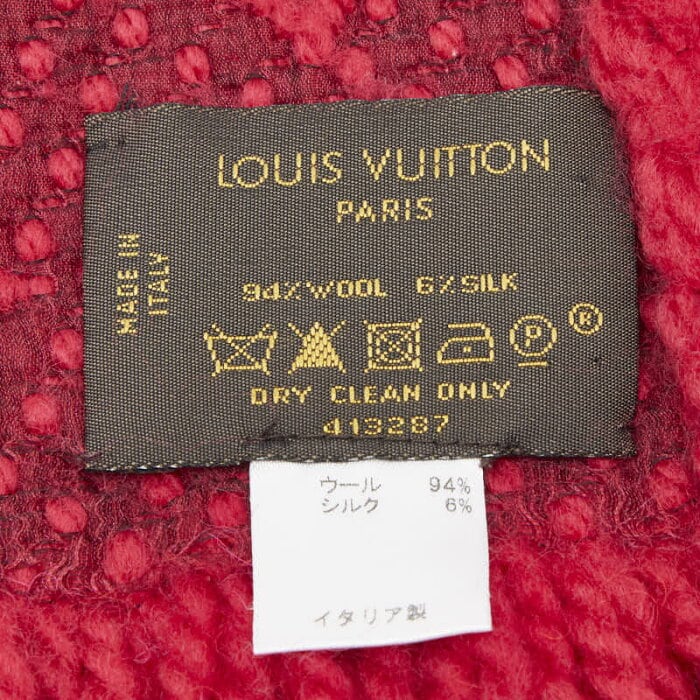 LOUIS VUITTON
PARIS
MADE IN
ITALY
94% WOOL 6% SILK
P
®
DRY CLEAN ONLY
413287
ウール 94%
シルク 6%
イタリア製